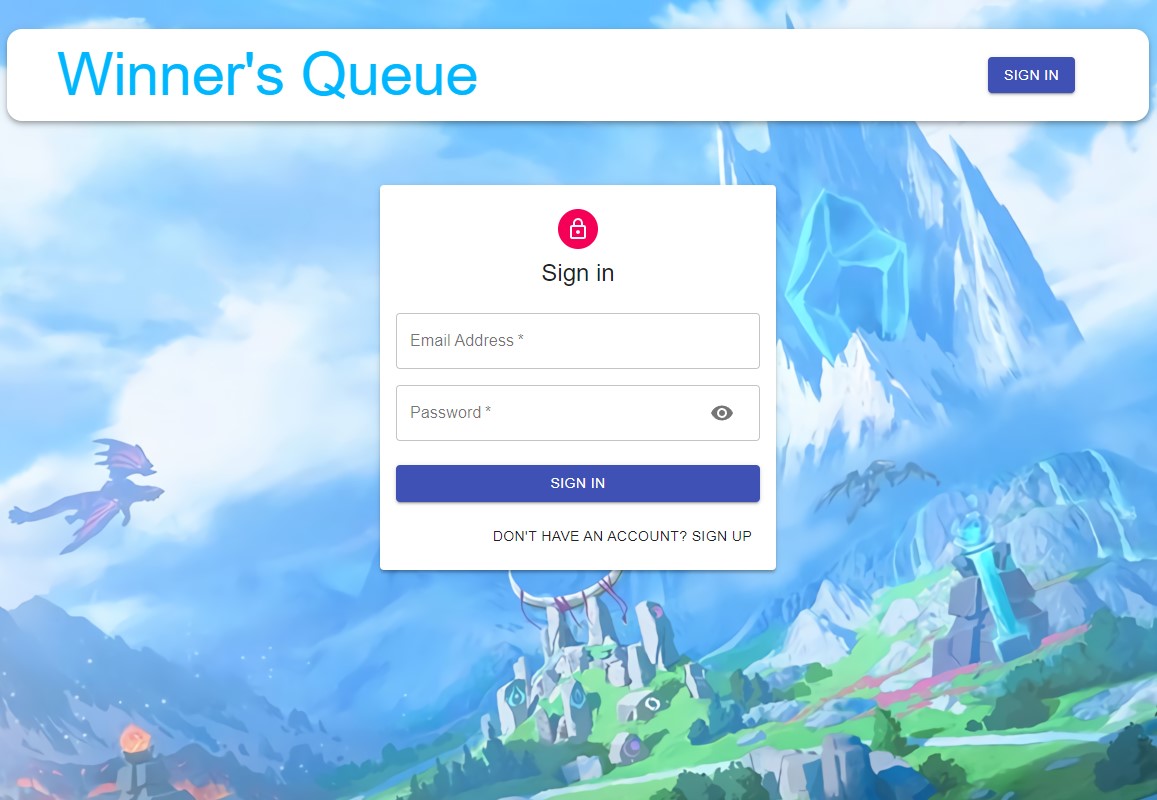 Winner's Queue
SIGN IN
Sign in
Email Address *
Password *
SIGN IN
DON'T HAVE AN ACCOUNT? SIGN UP